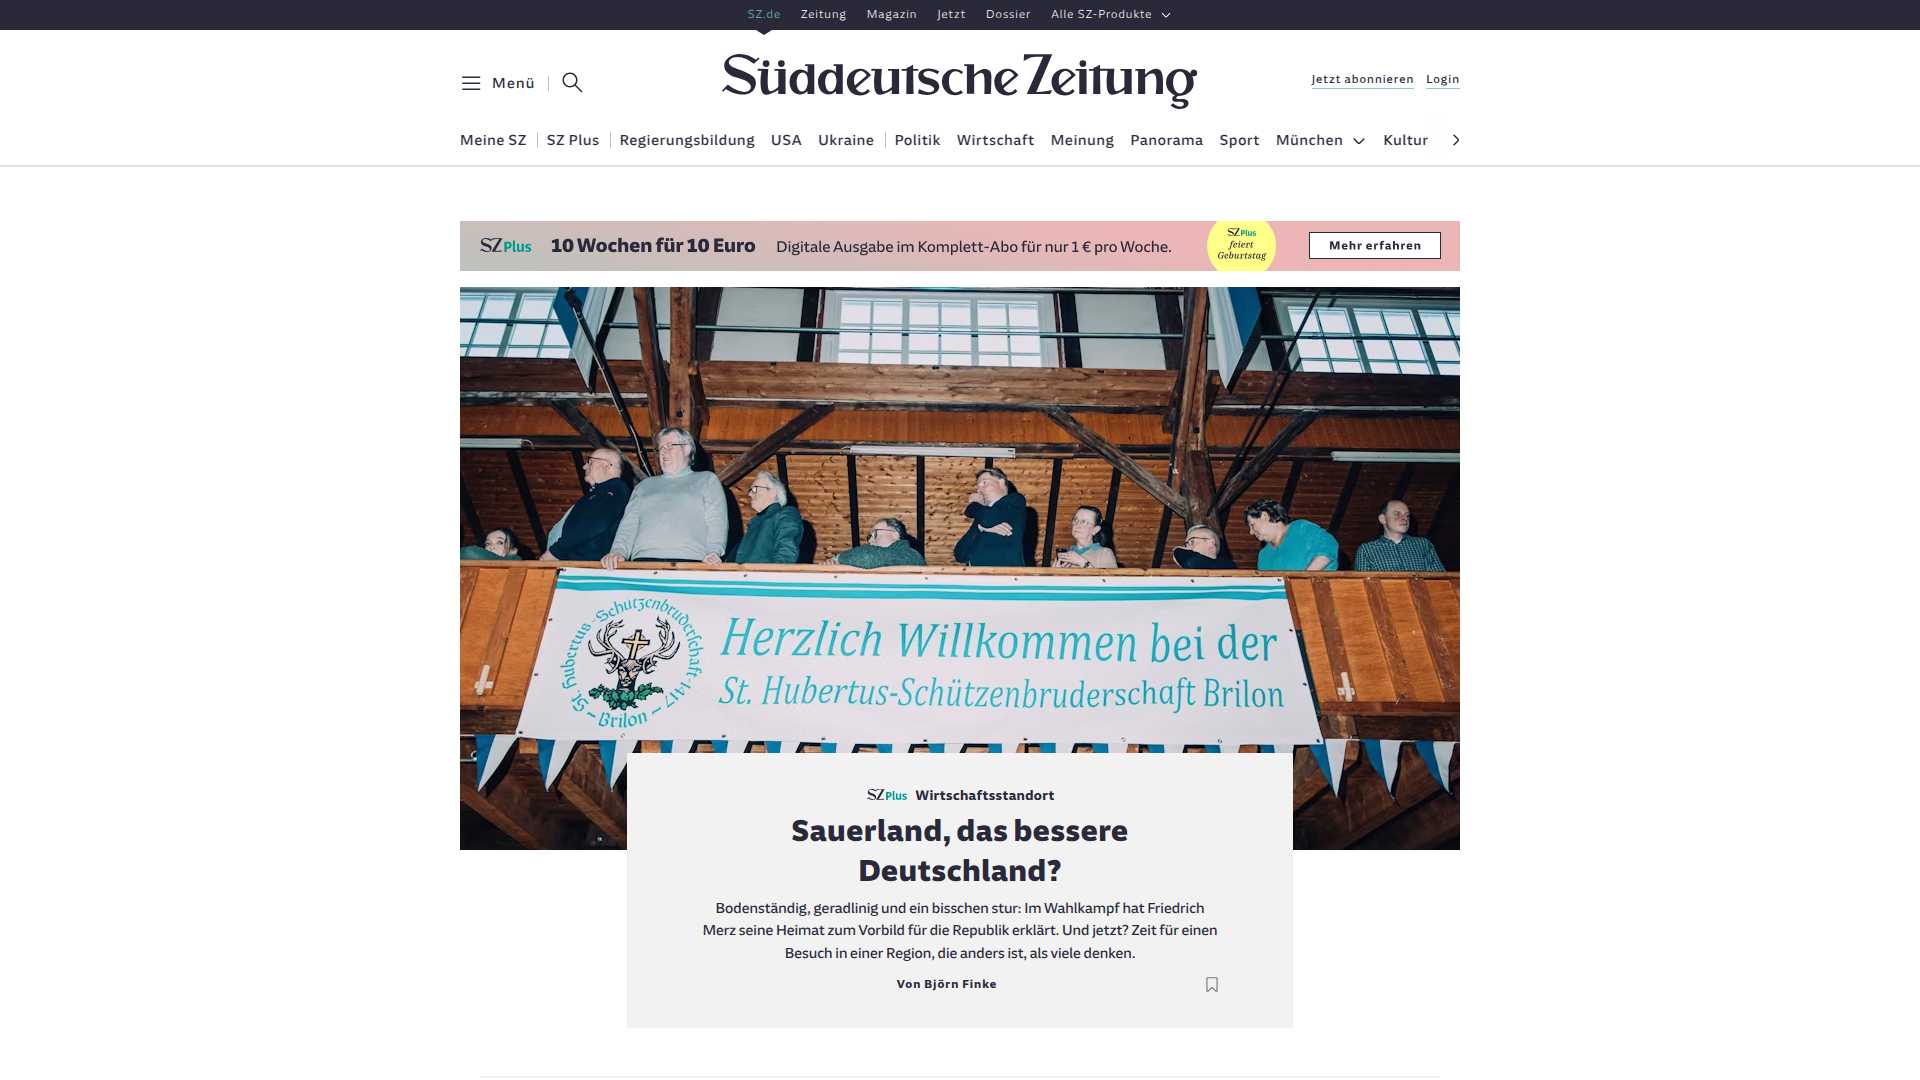 SZ.de Zeitung Magazin Jetzt Dossier Alle SZ-Produkte
Menü
Süddeutsche Zeitung
Jetzt abonnieren Login
Meine SZ SZ Plus Regierungsbildung USA Ukraine Politik Wirtschaft Meinung Panorama Sport München Kultur
SZ Plus 10 Wochen für 10 Euro Digitale Ausgabe im Komplett-Abo für nur 1 € pro Woche.
SZ Plus
feiert
Geburtstag
Mehr erfahren
St. Hubertus-Schützenbruderschaft-1417
- Brilon -
Herzlich Willkommen bei der
St. Hubertus-Schützenbruderschaft Brilon
SZ Plus Wirtschaftsstandort
Sauerland, das bessere
Deutschland?
Bodenständig, geradlinig und ein bisschen stur: Im Wahlkampf hat Friedrich
Merz seine Heimat zum Vorbild für die Republik erklärt. Und jetzt? Zeit für einen
Besuch in einer Region, die anders ist, als viele denken.
Von Björn Finke